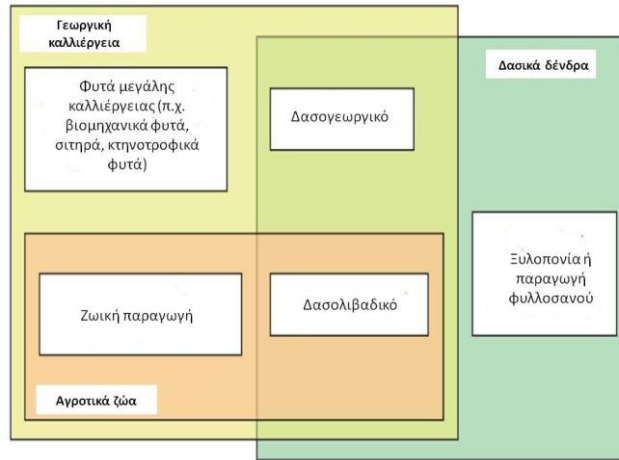 Γεωργική
καλλιέργεια
Δασικά δένδρα
Φυτά μεγάλης
καλλιέργειας (π.χ.
βιομηχανικά φυτά,
σιτηρά, κτηνοτροφικά
φυτά)
Δασογεωργικό
Ξυλοπονία ή
παραγωγή
φυλλοσανού
Ζωική παραγωγή
Δασολιβαδικό
Αγροτικά ζώα